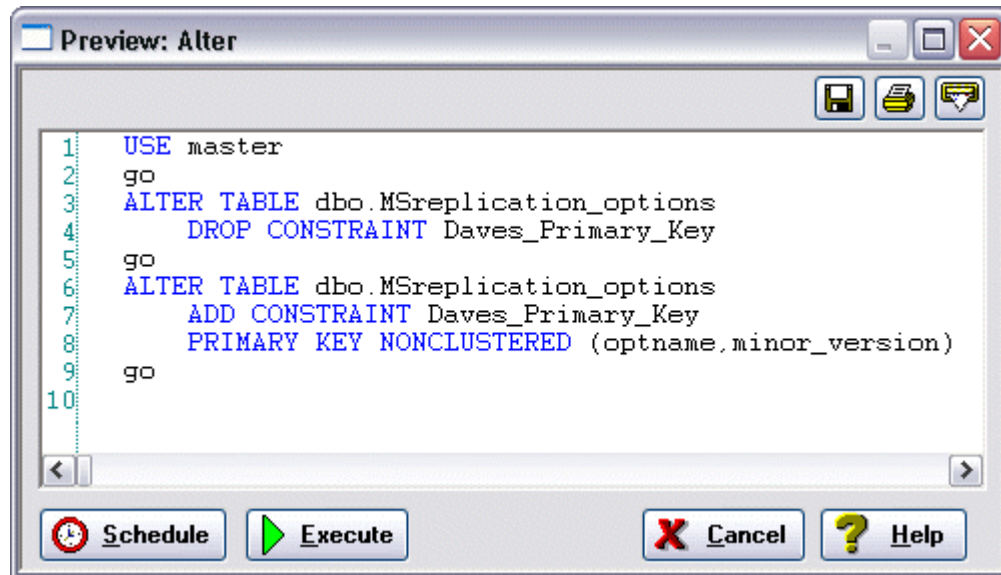 Preview: Alter
1 USE master
2 go
3 ALTER TABLE dbo.MSreplication_options
4 DROP CONSTRAINT Daves_Primary_Key
5 go
6 ALTER TABLE dbo.MSreplication_options
7 ADD CONSTRAINT Daves_Primary_Key
8 PRIMARY KEY NONCLUSTERED (optname,minor_version)
9 go
10
Schedule Execute Cancel Help